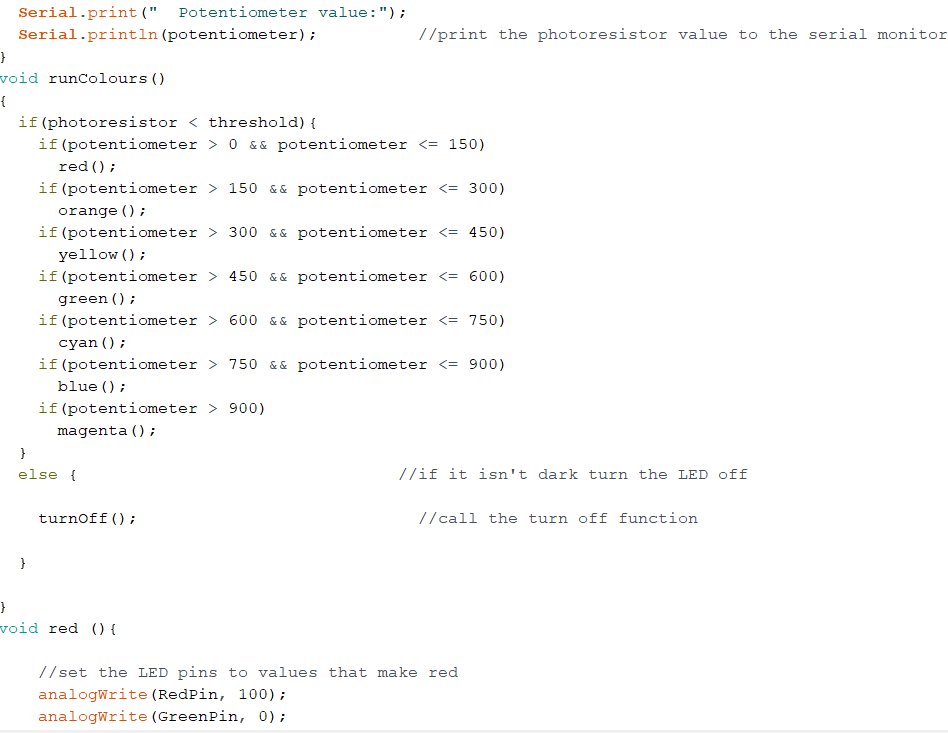 Serial.print("  Potentiometer value:");
Serial.println(potentiometer);          //print the photoresistor value to the serial monitor
}
void runColours()
{
  if(photoresistor < threshold){
    if(potentiometer > 0 && potentiometer <= 150)
      red();
    if(potentiometer > 150 && potentiometer <= 300)
      orange();
    if(potentiometer > 300 && potentiometer <= 450)
      yellow();
    if(potentiometer > 450 && potentiometer <= 600)
      green();
    if(potentiometer > 600 && potentiometer <= 750)
      cyan();
    if(potentiometer > 750 && potentiometer <= 900)
      blue();
    if(potentiometer > 900)
      magenta();
  }
  else {                                //if it isn't dark turn the LED off
    turnOff();                            //call the turn off function
  }
}
void red (){
    //set the LED pins to values that make red
    analogWrite(RedPin, 100);
    analogWrite(GreenPin, 0);